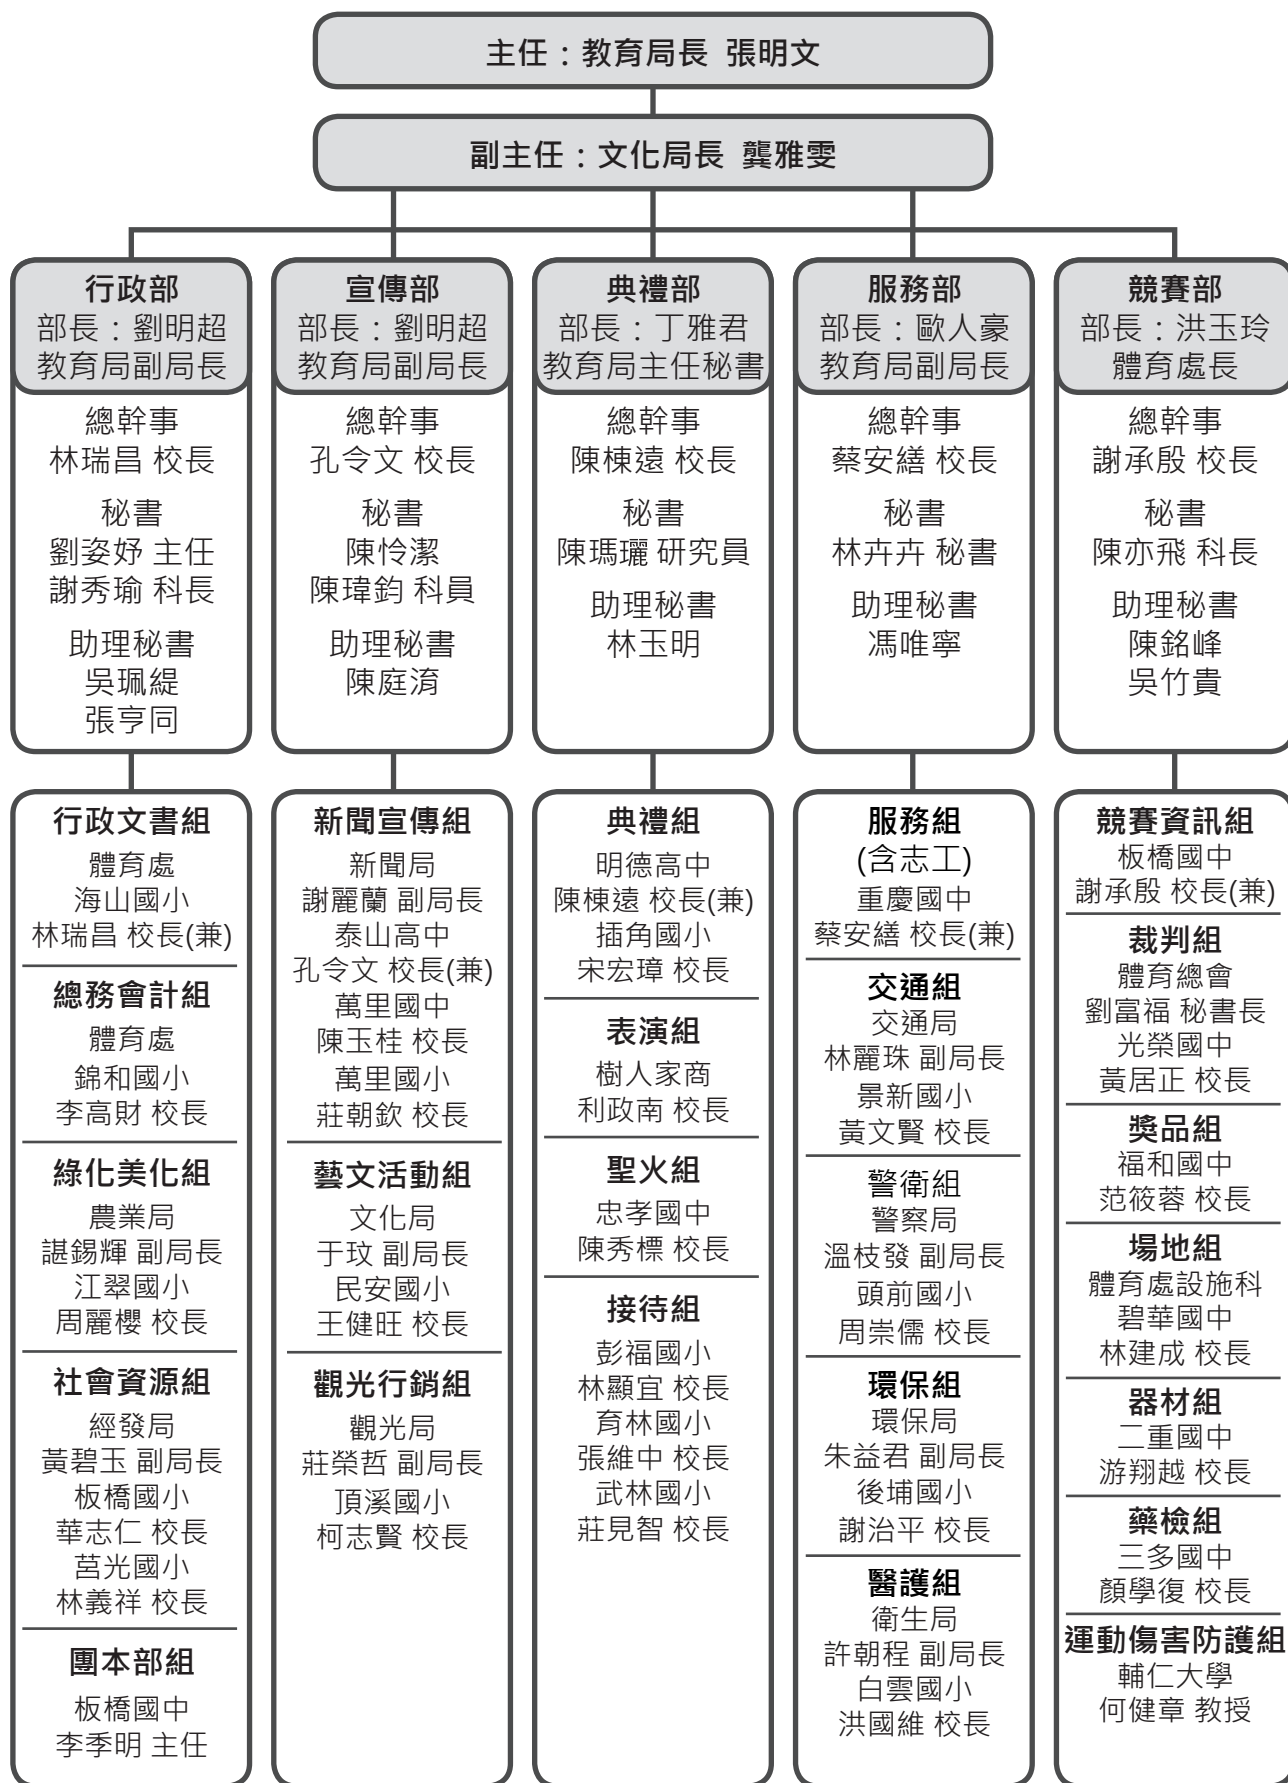 主任：教育局長 張明文
副主任：文化局長 龔雅雯
行政部
部長：劉明超
教育局副局長
總幹事
林瑞昌 校長
秘書
劉姿妤 主任
謝秀瑜 科長
助理秘書
吳珮緹
張亨同
行政文書組
體育處
海山國小
林瑞昌 校長(兼)
總務會計組
體育處
錦和國小
李高財 校長
綠化美化組
農業局
諶錫輝 副局長
江翠國小
周麗櫻 校長
社會資源組
經發局
黃碧玉 副局長
板橋國小
華志仁 校長
莒光國小
林義祥 校長
團本部組
板橋國中
李季明 主任
宣傳部
部長：劉明超
教育局副局長
總幹事
孔令文 校長
秘書
陳怜潔
陳瑋鈞 科員
助理秘書
陳庭淯
新聞宣傳組
新聞局
謝麗蘭 副局長
泰山高中
孔令文 校長(兼)
萬里國中
陳玉桂 校長
萬里國小
莊朝欽 校長
藝文活動組
文化局
于玟 副局長
民安國小
王健旺 校長
觀光行銷組
觀光局
莊榮哲 副局長
頂溪國小
柯志賢 校長
典禮部
部長：丁雅君
教育局主任秘書
總幹事
陳棟遠 校長
秘書
陳瑪瓏 研究員
助理秘書
林玉明
典禮組
明德高中
陳棟遠 校長(兼)
插角國小
宋宏璋 校長
表演組
樹人家商
利政南 校長
聖火組
忠孝國中
陳秀標 校長
接待組
彭福國小
林顯宜 校長
育林國小
張維中 校長
武林國小
莊見智 校長
服務部
部長：歐人豪
教育局副局長
總幹事
蔡安繕 校長
秘書
林卉卉 秘書
助理秘書
馮唯寧
服務組
(含志工)
重慶國中
蔡安繕 校長(兼)
交通組
交通局
林麗珠 副局長
景新國小
黃文賢 校長
警衛組
警察局
溫枝發 副局長
頭前國小
周崇儒 校長
環保組
環保局
朱益君 副局長
後埔國小
謝治平 校長
醫護組
衛生局
許朝程 副局長
白雲國小
洪國維 校長
競賽部
部長：洪玉玲
體育處長
總幹事
謝承殷 校長
秘書
陳亦飛 科長
助理秘書
陳銘峰
吳竹貴
競賽資訊組
板橋國中
謝承殷 校長(兼)
裁判組
體育總會
劉富福 秘書長
光榮國中
黃居正 校長
獎品組
福和國中
范筱蓉 校長
場地組
體育處設施科
碧華國中
林建成 校長
器材組
二重國中
游翔越 校長
藥檢組
三多國中
顏學復 校長
運動傷害防護組
輔仁大學
何健章 教授